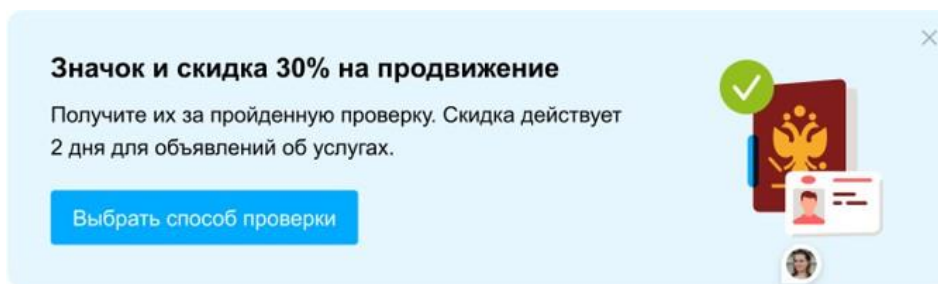 Значок и скидка 30% на продвижение
Получите их за пройденную проверку. Скидка действует
2 дня для объявлений об услугах.
Выбрать способ проверки